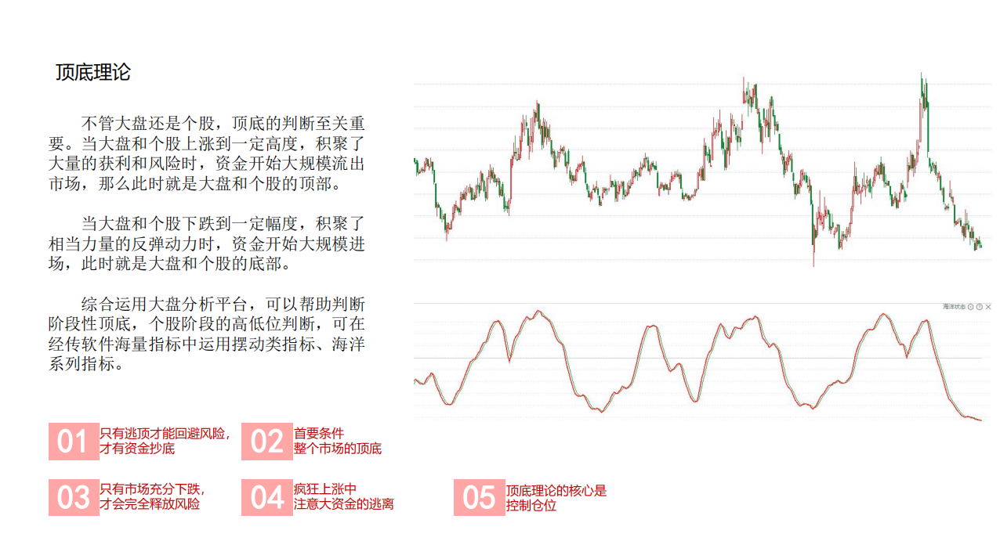 顶底理论
不管大盘还是个股，顶底的判断至关重
要。当大盘和个股上涨到一定高度，积聚了
大量的获利和风险时，资金开始大规模流出
市场，那么此时就是大盘和个股的顶部。
当大盘和个股下跌到一定幅度，积聚了
相当力量的反弹动力时，资金开始大规模进
场，此时就是大盘和个股的底部。
综合运用大盘分析平台，可以帮助判断
阶段性顶底，个股阶段的高低位判断，可在
经传软件海量指标中运用摆动类指标、海洋
系列指标。
海洋状态
01
只有逃顶才能回避风险，
才有资金抄底
02
首要条件
整个市场的顶底
03
只有市场充分下跌，
才会完全释放风险
04
疯狂上涨中
注意大资金的逃离
05
顶底理论的核心是
控制仓位